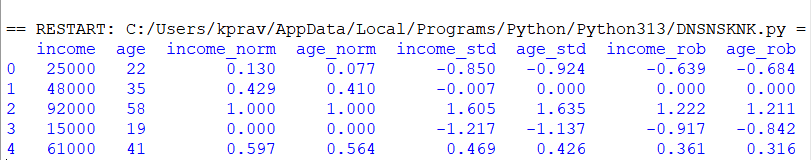 == RESTART: C:/Users/kprav/AppData/Local/Programs/Python/Python313/DNSNSKNK.py =
income age income_norm age_norm income_std age_std income_rob age_rob
0 25000 22 0.130 0.077 -0.850 -0.924 -0.639 -0.684
1 48000 35 0.429 0.410 -0.007 0.000 0.000 0.000
2 92000 58 1.000 1.000 1.605 1.635 1.222 1.211
3 15000 19 0.000 0.000 -1.217 -1.137 -0.917 -0.842
4 61000 41 0.597 0.564 0.469 0.426 0.361 0.316